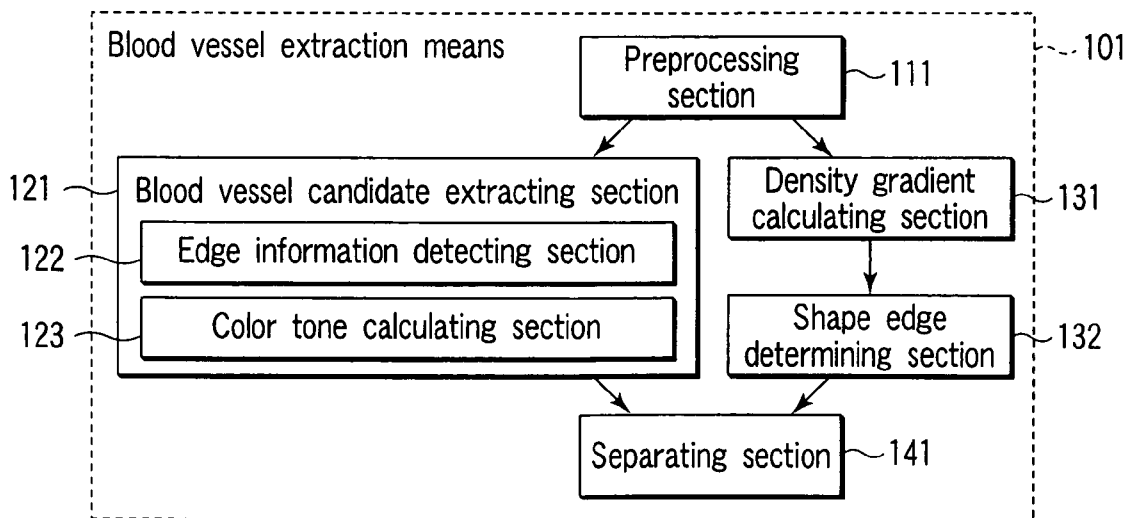 Blood vessel extraction means
101
Preprocessing
section
111
121
Blood vessel candidate extracting section
122
Edge information detecting section
123
Color tone calculating section
Density gradient
calculating section
131
Shape edge
determining section
132
Separating section
141